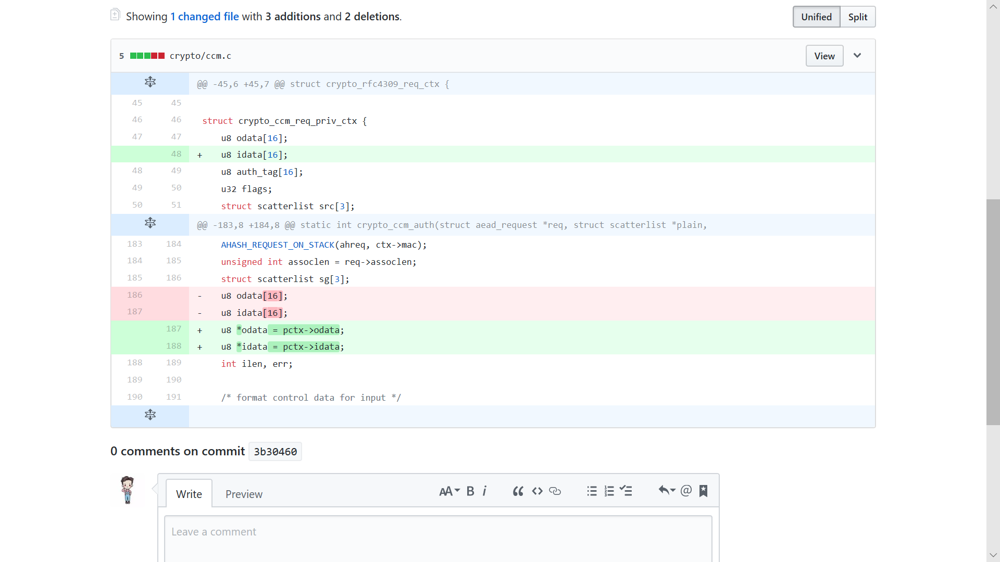 Showing 1 changed file with 3 additions and 2 deletions.
Unified Split
5 crypto/ccm.c View
@@ -45,6 +45,7 @@ struct crypto_rfc4309_req_ctx {
45 45
46 46 struct crypto_ccm_req_priv_ctx {
47 47 u8 odata[16];
48 + u8 idata[16];
48 49 u8 auth_tag[16];
49 50 u32 flags;
50 51 struct scatterlist src[3];
@@ -183,8 +184,8 @@ static int crypto_ccm_auth(struct aead_request *req, struct scatterlist *plain,
183 184 AHASH_REQUEST_ON_STACK(ahreq, ctx->mac);
184 185 unsigned int assoclen = req->assoclen;
185 186 struct scatterlist sg[3];
186 - u8 odata[16];
187 - u8 idata[16];
187 + u8 *odata = pctx->odata;
188 + u8 *idata = pctx->idata;
188 189 int ilen, err;
189 190
190 191 /* format control data for input */
0 comments on commit 3b30460
Write Preview
Leave a comment